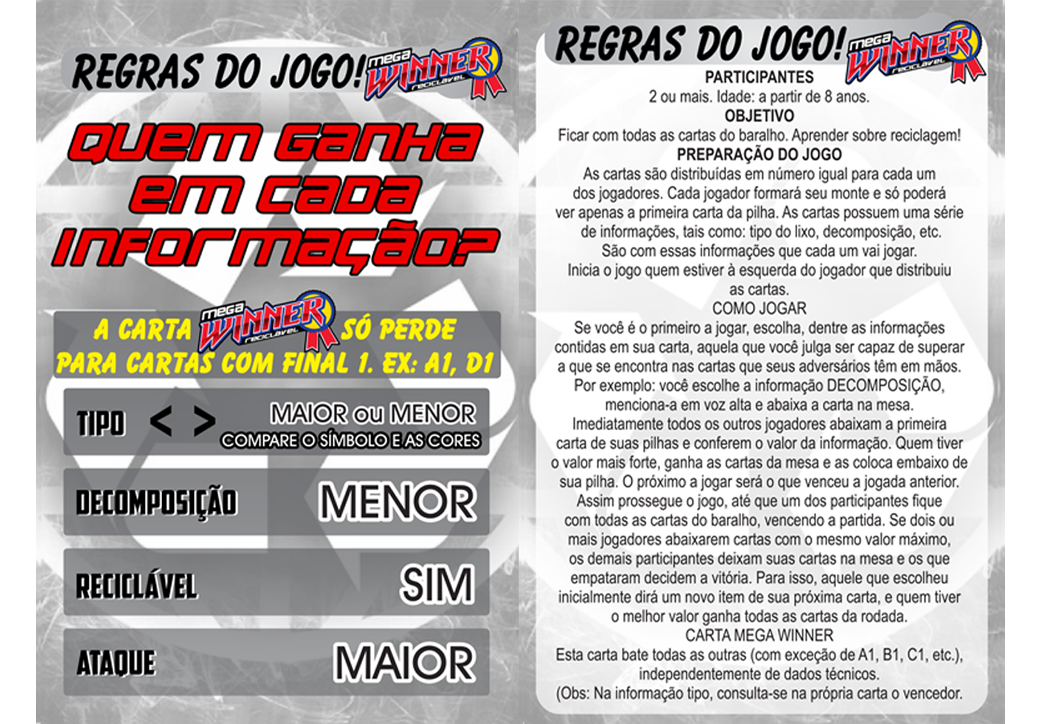 REGRAS DO JOGO!
MEGA
WINNER
RECICLÁVEL
QUEM GANHA
EM CADA
INFORMAÇÃO?
A CARTA MEGA WINNER RECICLÁVEL SÓ PERDE
PARA CARTAS COM FINAL 1. EX: A1, D1
TIPO < > MAIOR ou MENOR
COMPARE O SÍMBOLO E AS CORES
DECOMPOSIÇÃO MENOR
RECICLÁVEL SIM
ATAQUE MAIOR
REGRAS DO JOGO!
MEGA
WINNER
RECICLÁVEL
PARTICIPANTES
2 ou mais. Idade: a partir de 8 anos.
OBJETIVO
Ficar com todas as cartas do baralho. Aprender sobre reciclagem!
PREPARAÇÃO DO JOGO
As cartas são distribuídas em número igual para cada um
dos jogadores. Cada jogador formará seu monte e só poderá
ver apenas a primeira carta da pilha. As cartas possuem uma série
de informações, tais como: tipo do lixo, decomposição, etc.
São com essas informações que cada um vai jogar.
Inicia o jogo quem estiver à esquerda do jogador que distribuiu
as cartas.
COMO JOGAR
Se você é o primeiro a jogar, escolha, dentre as informações
contidas em sua carta, aquela que você julga ser capaz de superar
a que se encontra nas cartas que seus adversários têm em mãos.
Por exemplo: você escolhe a informação DECOMPOSIÇÃO,
menciona-a em voz alta e abaixa a carta na mesa.
Imediatamente todos os outros jogadores abaixam a primeira
carta de suas pilhas e conferem o valor da informação. Quem tiver
o valor mais forte, ganha as cartas da mesa e as coloca embaixo de
sua pilha. O próximo a jogar será o que venceu a jogada anterior.
Assim prossegue o jogo, até que um dos participantes fique
com todas as cartas do baralho, vencendo a partida. Se dois ou
mais jogadores abaixarem cartas com o mesmo valor máximo,
os demais participantes deixam suas cartas na mesa e os que
empataram decidem a vitória. Para isso, aquele que escolheu
inicialmente dirá um novo item de sua próxima carta, e quem tiver
o melhor valor ganha todas as cartas da rodada.
CARTA MEGA WINNER
Esta carta bate todas as outras (com exceção de A1, B1, C1, etc.),
independentemente de dados técnicos.
(Obs: Na informação tipo, consulta-se na própria carta o vencedor.